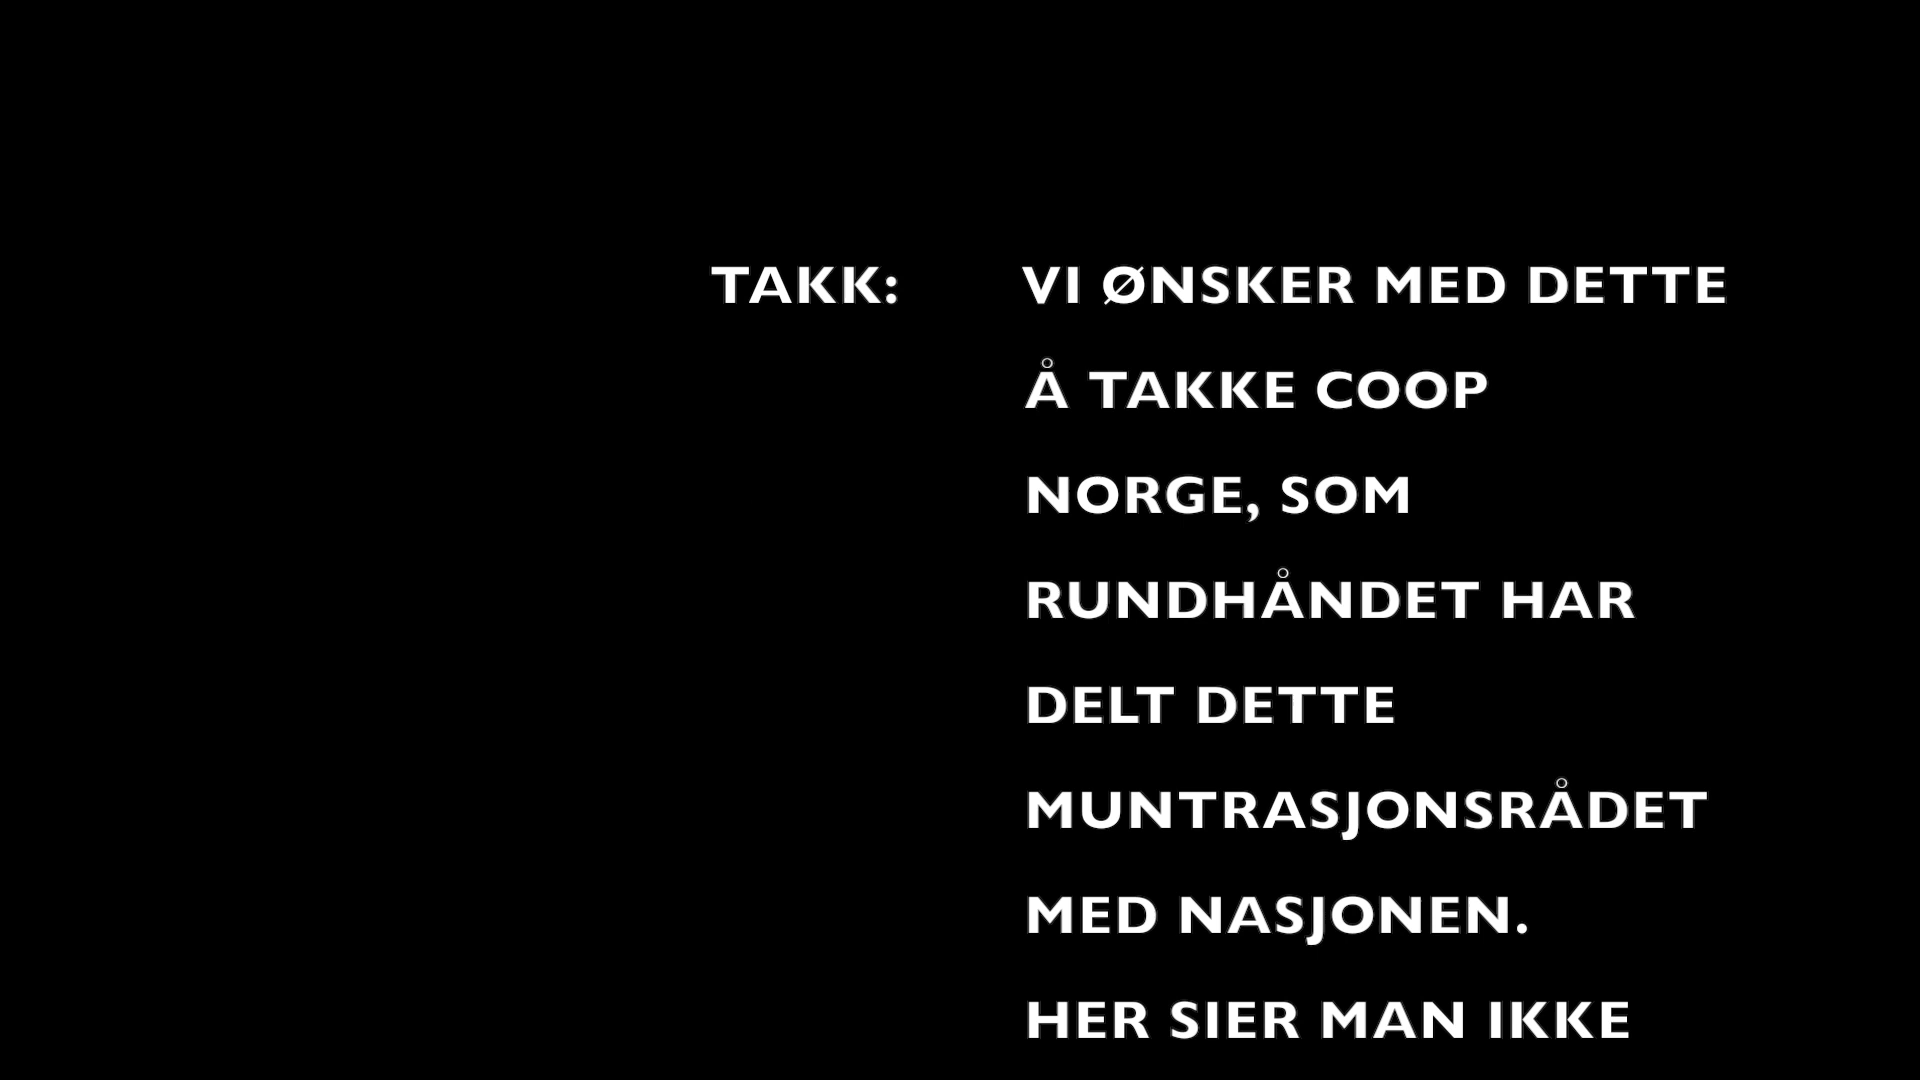 TAKK: VI ØNSKER MED DETTE
Å TAKKE COOP
NORGE, SOM
RUNDHÅNDET HAR
DELT DETTE
MUNTRASJONSRÅDET
MED NASJONEN.
HER SIER MAN IKKE